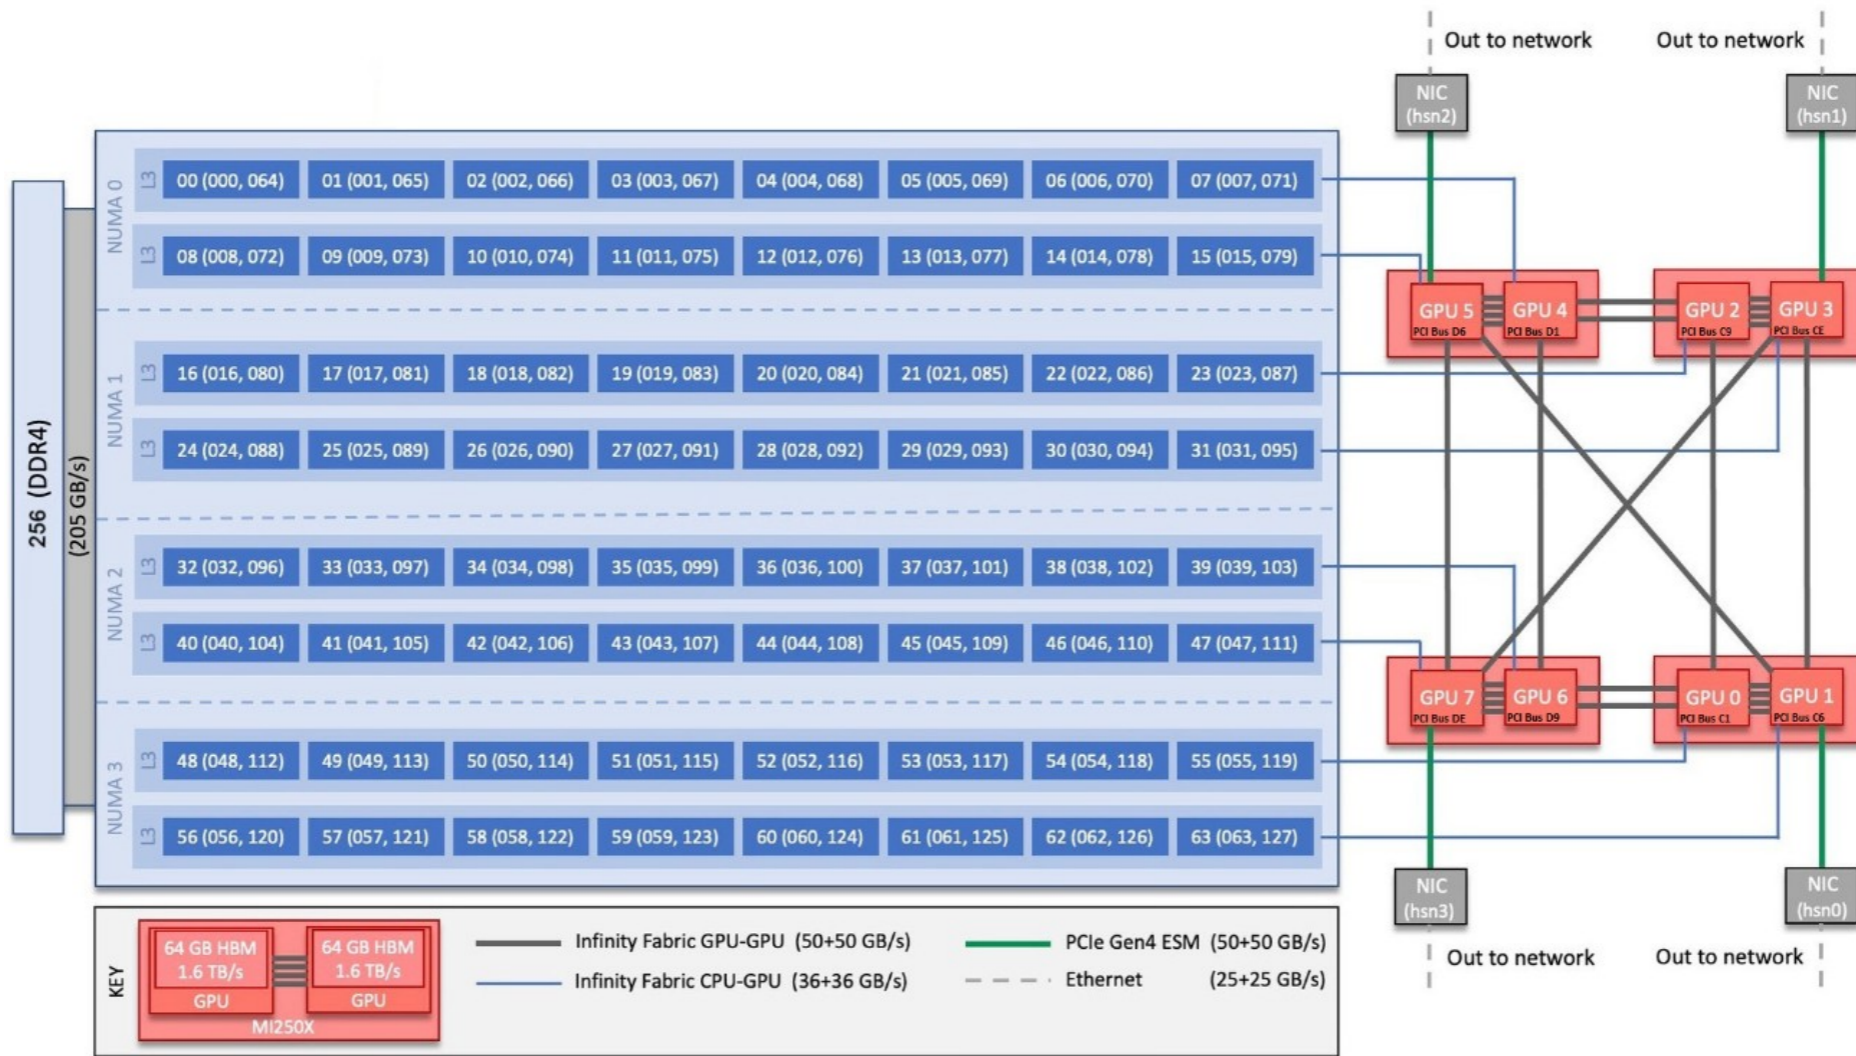 Out to network
Out to network
NIC
(hsn2)
NIC
(hsn1)
256 (DDR4)
(205 GB/s)
NUMA 0
L3
00 (000, 064) 01 (001, 065) 02 (002, 066) 03 (003, 067) 04 (004, 068) 05 (005, 069) 06 (006, 070) 07 (007, 071)
L3
08 (008, 072) 09 (009, 073) 10 (010, 074) 11 (011, 075) 12 (012, 076) 13 (013, 077) 14 (014, 078) 15 (015, 079)
NUMA 1
L3
16 (016, 080) 17 (017, 081) 18 (018, 082) 19 (019, 083) 20 (020, 084) 21 (021, 085) 22 (022, 086) 23 (023, 087)
L3
24 (024, 088) 25 (025, 089) 26 (026, 090) 27 (027, 091) 28 (028, 092) 29 (029, 093) 30 (030, 094) 31 (031, 095)
NUMA 2
L3
32 (032, 096) 33 (033, 097) 34 (034, 098) 35 (035, 099) 36 (036, 100) 37 (037, 101) 38 (038, 102) 39 (039, 103)
L3
40 (040, 104) 41 (041, 105) 42 (042, 106) 43 (043, 107) 44 (044, 108) 45 (045, 109) 46 (046, 110) 47 (047, 111)
NUMA 3
L3
48 (048, 112) 49 (049, 113) 50 (050, 114) 51 (051, 115) 52 (052, 116) 53 (053, 117) 54 (054, 118) 55 (055, 119)
L3
56 (056, 120) 57 (057, 121) 58 (058, 122) 59 (059, 123) 60 (060, 124) 61 (061, 125) 62 (062, 126) 63 (063, 127)
GPU 5
PCI Bus D6
GPU 4
PCI Bus D1
GPU 2
PCI Bus C9
GPU 3
PCI Bus CE
GPU 7
PCI Bus DE
GPU 6
PCI Bus D9
GPU 0
PCI Bus C1
GPU 1
PCI Bus C6
NIC
(hsn3)
NIC
(hsn0)
Out to network
Out to network
KEY
64 GB HBM
1.6 TB/s
GPU
64 GB HBM
1.6 TB/s
GPU
MI250X
Infinity Fabric GPU-GPU (50+50 GB/s)
Infinity Fabric CPU-GPU (36+36 GB/s)
PCIe Gen4 ESM (50+50 GB/s)
Ethernet (25+25 GB/s)